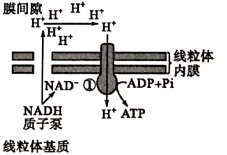 膜间隙 H⁺ H⁺ H⁺
H⁺ H⁺ H⁺
H⁺ H⁺
线粒体
内膜
NAD⁻ ① ADP+Pi
NADH H⁺ ATP
质子泵
线粒体基质